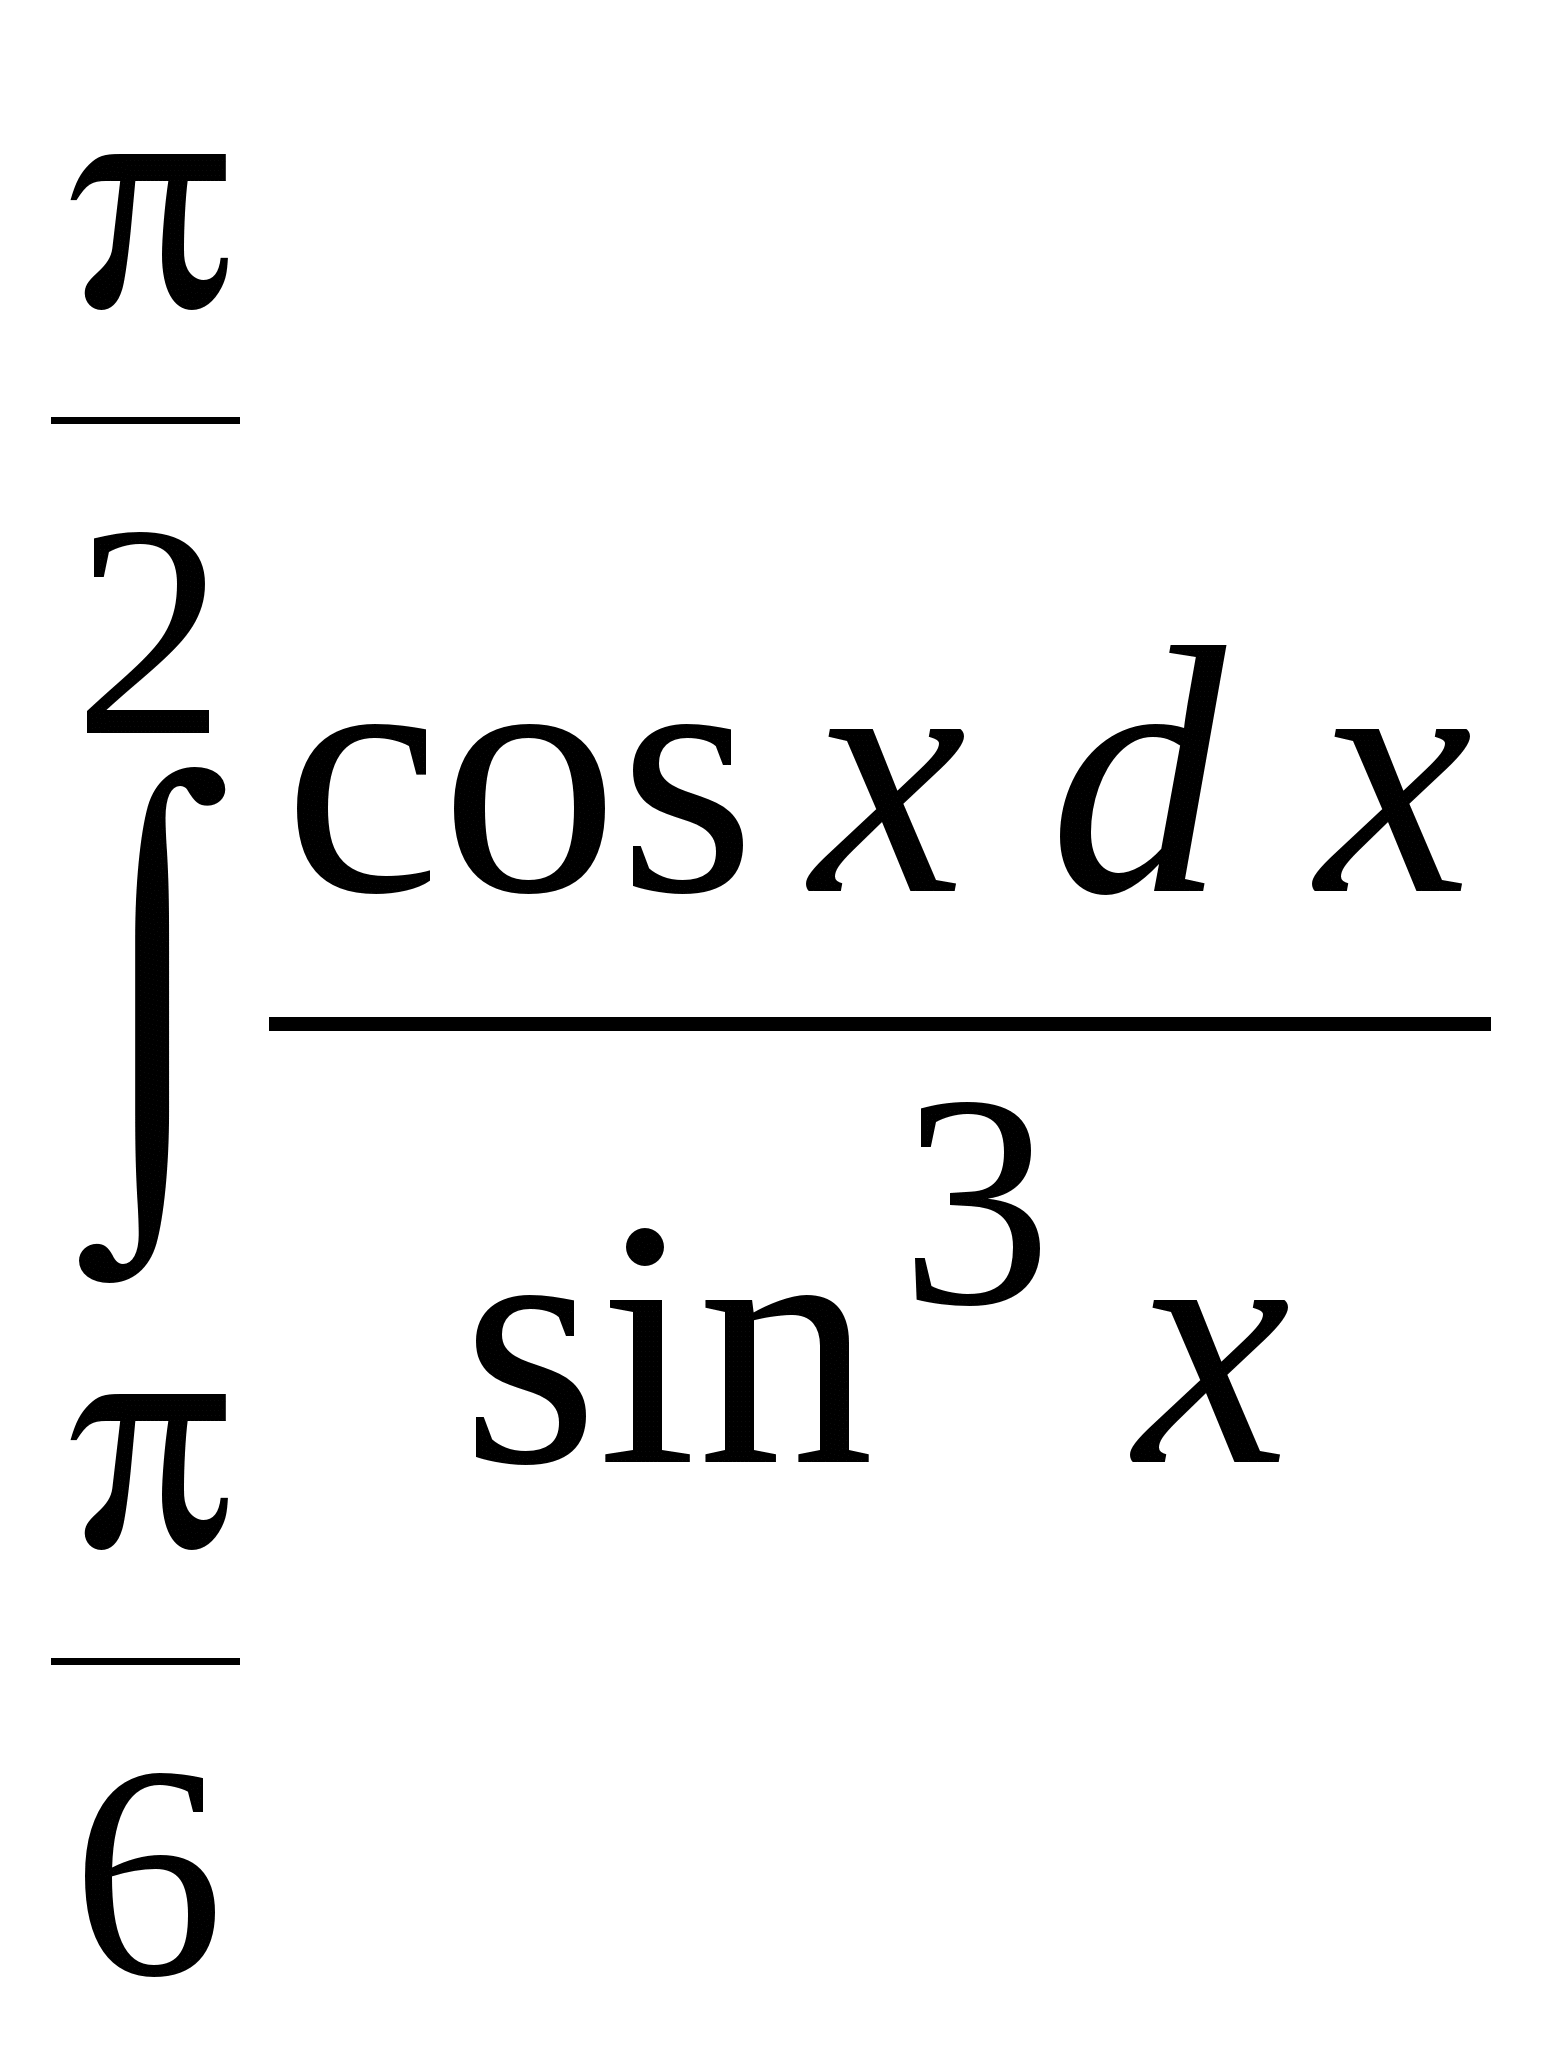 π
2
∫ cos x d x
sin³ x
π
6